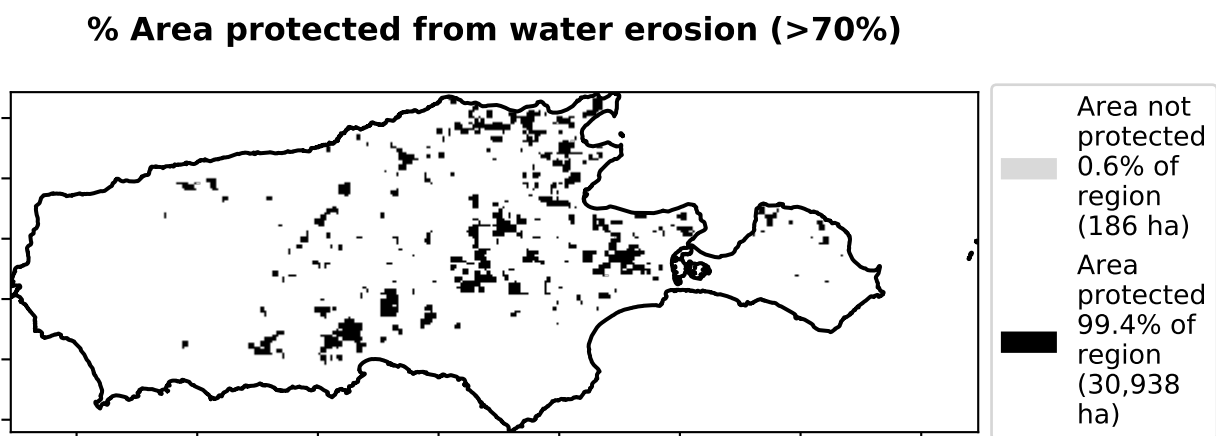 % Area protected from water erosion (>70%)
Area not
protected
0.6% of
region
(186 ha)
Area
protected
99.4% of
region
(30,938
ha)